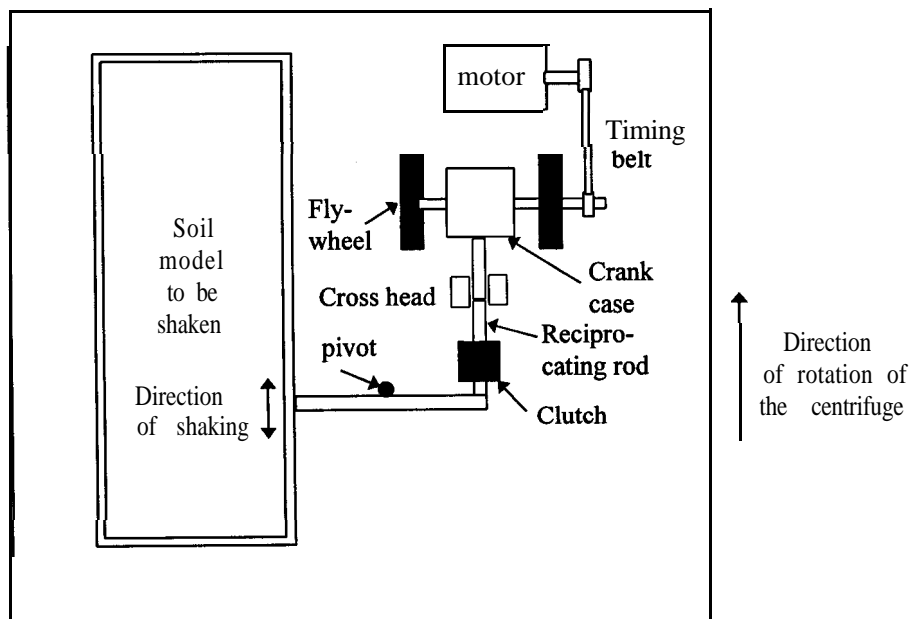 motor
Timing
belt
Fly-
wheel
Soil
model
to be
shaken
Crank
case
Cross head
Recipro-
cating rod
pivot
Direction
of shaking
Clutch
Direction
of rotation of
the centrifuge